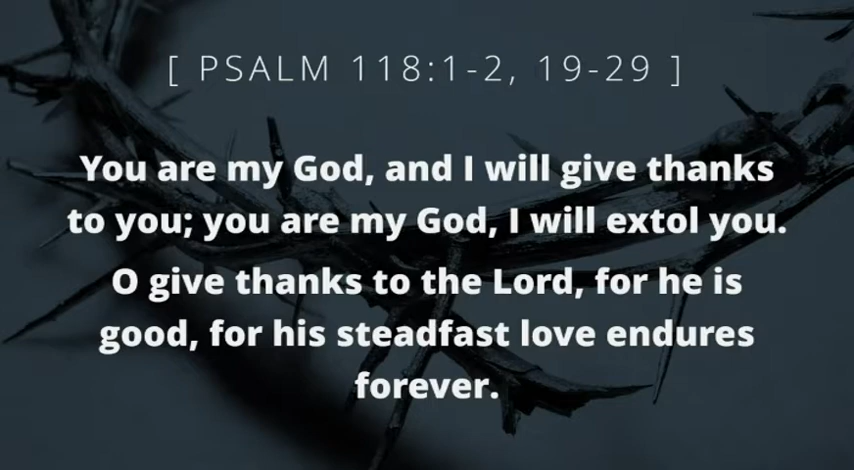 [ PSALM 118:1-2, 19-29 ]
You are my God, and I will give thanks
to you; you are my God, I will extol you.
O give thanks to the Lord, for he is
good, for his steadfast love endures
forever.